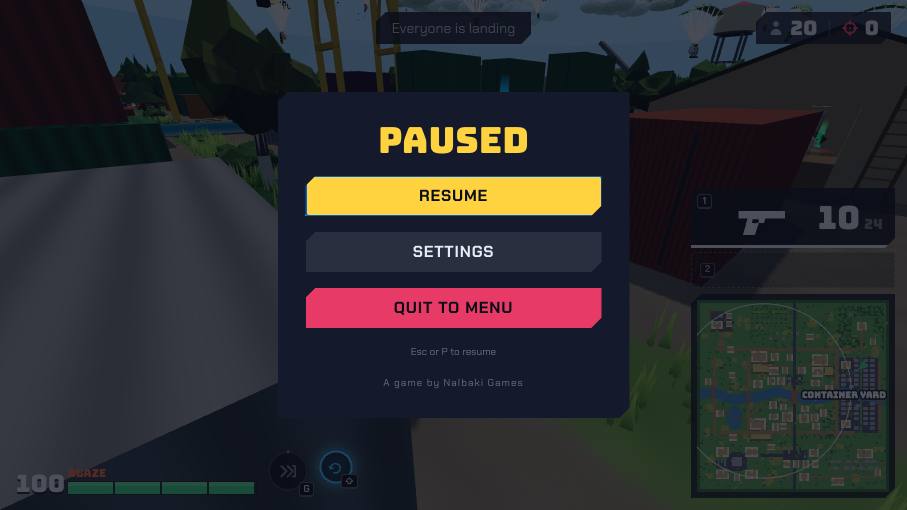 Everyone is landing
20
0
PAUSED
RESUME
SETTINGS
QUIT TO MENU
Esc or P to resume
A game by Nalbaki Games
1
10 24
2
CONTAINER YARD
100
G